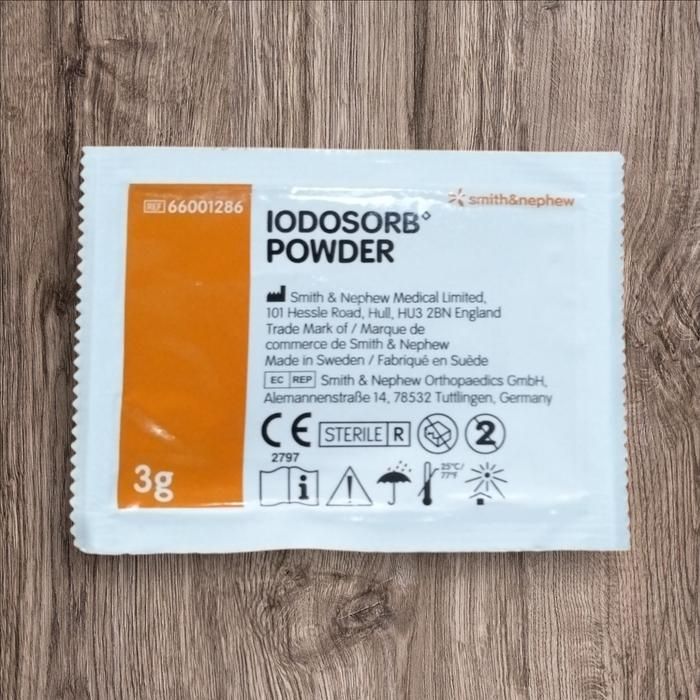 REF 66001286
smith&nephew
IODOSORB◊
POWDER
Smith & Nephew Medical Limited,
101 Hessle Road, Hull, HU3 2BN England
Trade Mark of / Marque de
commerce de Smith & Nephew
Made in Sweden / Fabriqué en Suède
EC REP Smith & Nephew Orthopaedics GmbH,
Alemannenstraße 14, 78532 Tuttlingen, Germany
CE STERILE R 2
2797
25°C/
77°F
i
3g